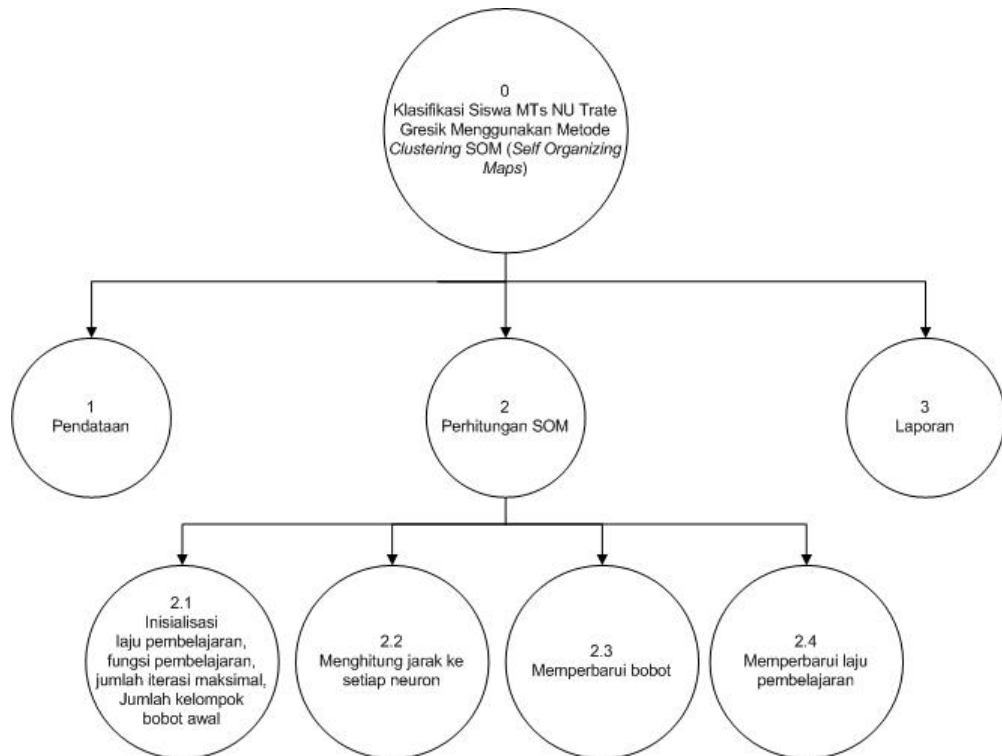 0
Klasifikasi Siswa MTs NU Trate
Gresik Menggunakan Metode
Clustering SOM (Self Organizing
Maps)
1
Pendataan
2
Perhitungan SOM
3
Laporan
2.1
Inisialisasi
laju pembelajaran,
fungsi pembelajaran,
jumlah iterasi maksimal,
Jumlah kelompok
bobot awal
2.2
Menghitung jarak ke
setiap neuron
2.3
Memperbarui bobot
2.4
Memperbarui laju
pembelajaran